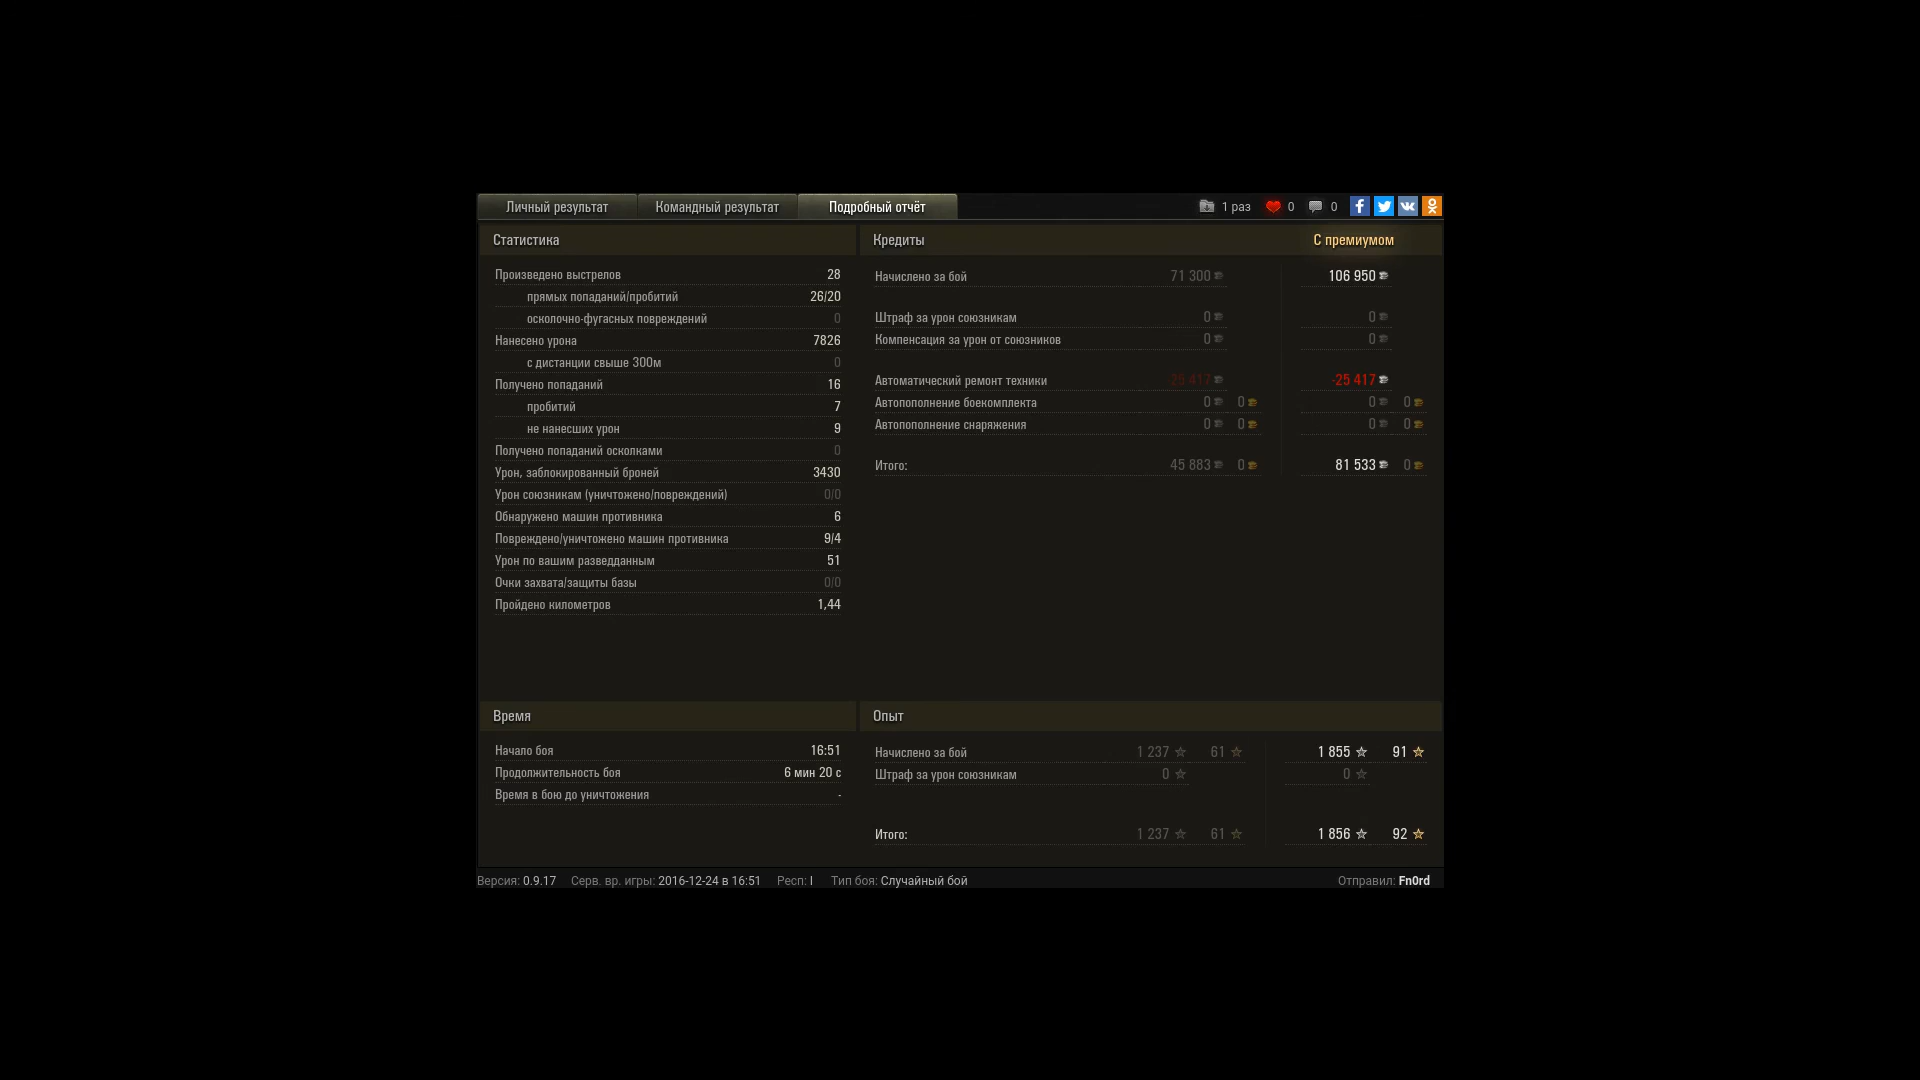 Личный результат Командный результат Подробный отчёт 1 раз 0 0
Статистика
Произведено выстрелов 28
прямых попаданий/пробитий 26/20
осколочно-фугасных повреждений 0
Нанесено урона 7826
с дистанции свыше 300м 0
Получено попаданий 16
пробитий 7
не нанесших урон 9
Получено попаданий осколками 0
Урон, заблокированный броней 3430
Урон союзникам (уничтожено/повреждений) 0/0
Обнаружено машин противника 6
Повреждено/уничтожено машин противника 9/4
Урон по вашим разведданным 51
Очки захвата/защиты базы 0/0
Пройдено километров 1,44
Кредиты С премиумом
Начислено за бой 71 300 106 950
Штраф за урон союзникам 0 0
Компенсация за урон от союзников 0 0
Автоматический ремонт техники -25 417 -25 417
Автопополнение боекомплекта 0 0 0 0
Автопополнение снаряжения 0 0 0 0
Итого: 45 883 0 81 533 0
Время
Начало боя 16:51
Продолжительность боя 6 мин 20 с
Время в бою до уничтожения -
Опыт
Начислено за бой 1 237 61 1 855 91
Штраф за урон союзникам 0 0
Итого: 1 237 61 1 856 92
Версия: 0.9.17 Серв. вр. игры: 2016-12-24 в 16:51 Респ: I Тип боя: Случайный бой Отправил: Fn0rd